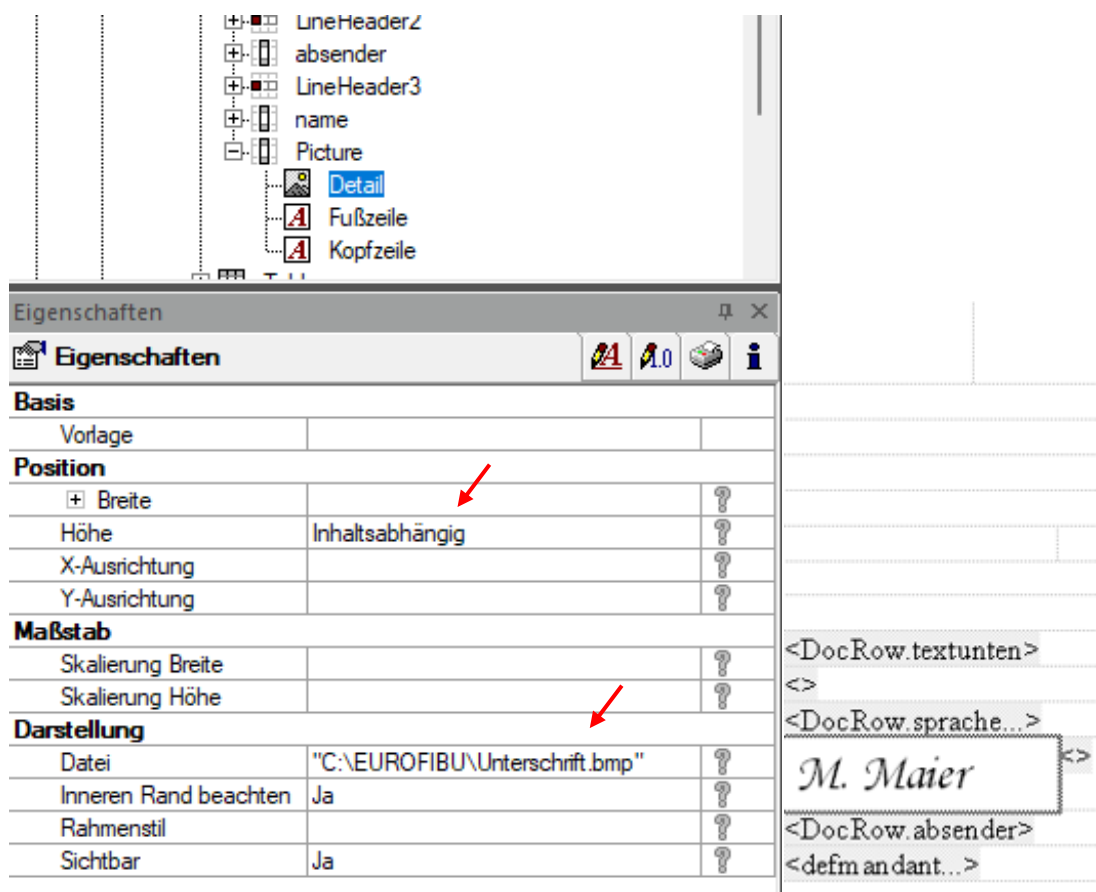 LineHeader2
absender
LineHeader3
name
Picture
Detail
Fußzeile
Kopfzeile
Eigenschaften
Eigenschaften
Basis
Vorlage
Position
Breite
Höhe Inhaltsabhängig
X-Ausrichtung
Y-Ausrichtung
Maßstab
Skalierung Breite
Skalierung Höhe
Darstellung
Datei "C:\EUROFIBU\Unterschrift.bmp"
Inneren Rand beachten Ja
Rahmenstil
Sichtbar Ja
<DocRow.textunten>
<>
<DocRow.sprache...>
<>
M. Maier
<DocRow.absender>
<defmandant...>